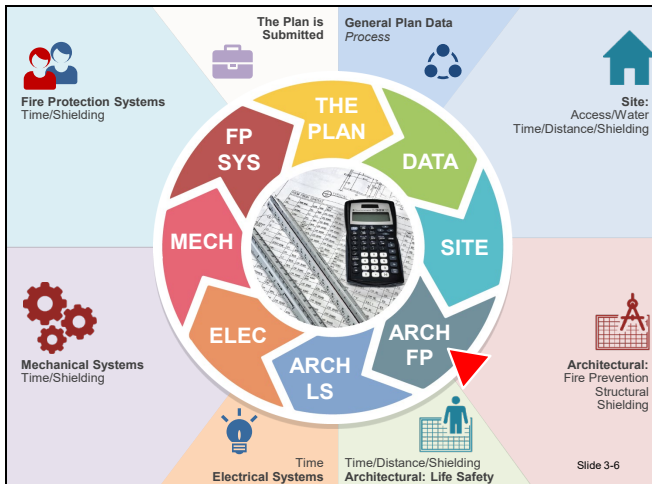 The Plan is
Submitted
General Plan Data
Process
Fire Protection Systems
Time/Shielding
Site:
Access/Water
Time/Distance/Shielding
THE
PLAN
DATA
SITE
ARCH
FP
ARCH
LS
ELEC
MECH
FP
SYS
Mechanical Systems
Time/Shielding
Architectural:
Fire Prevention
Structural
Shielding
Time
Electrical Systems
Time/Distance/Shielding
Architectural: Life Safety
Slide 3-6